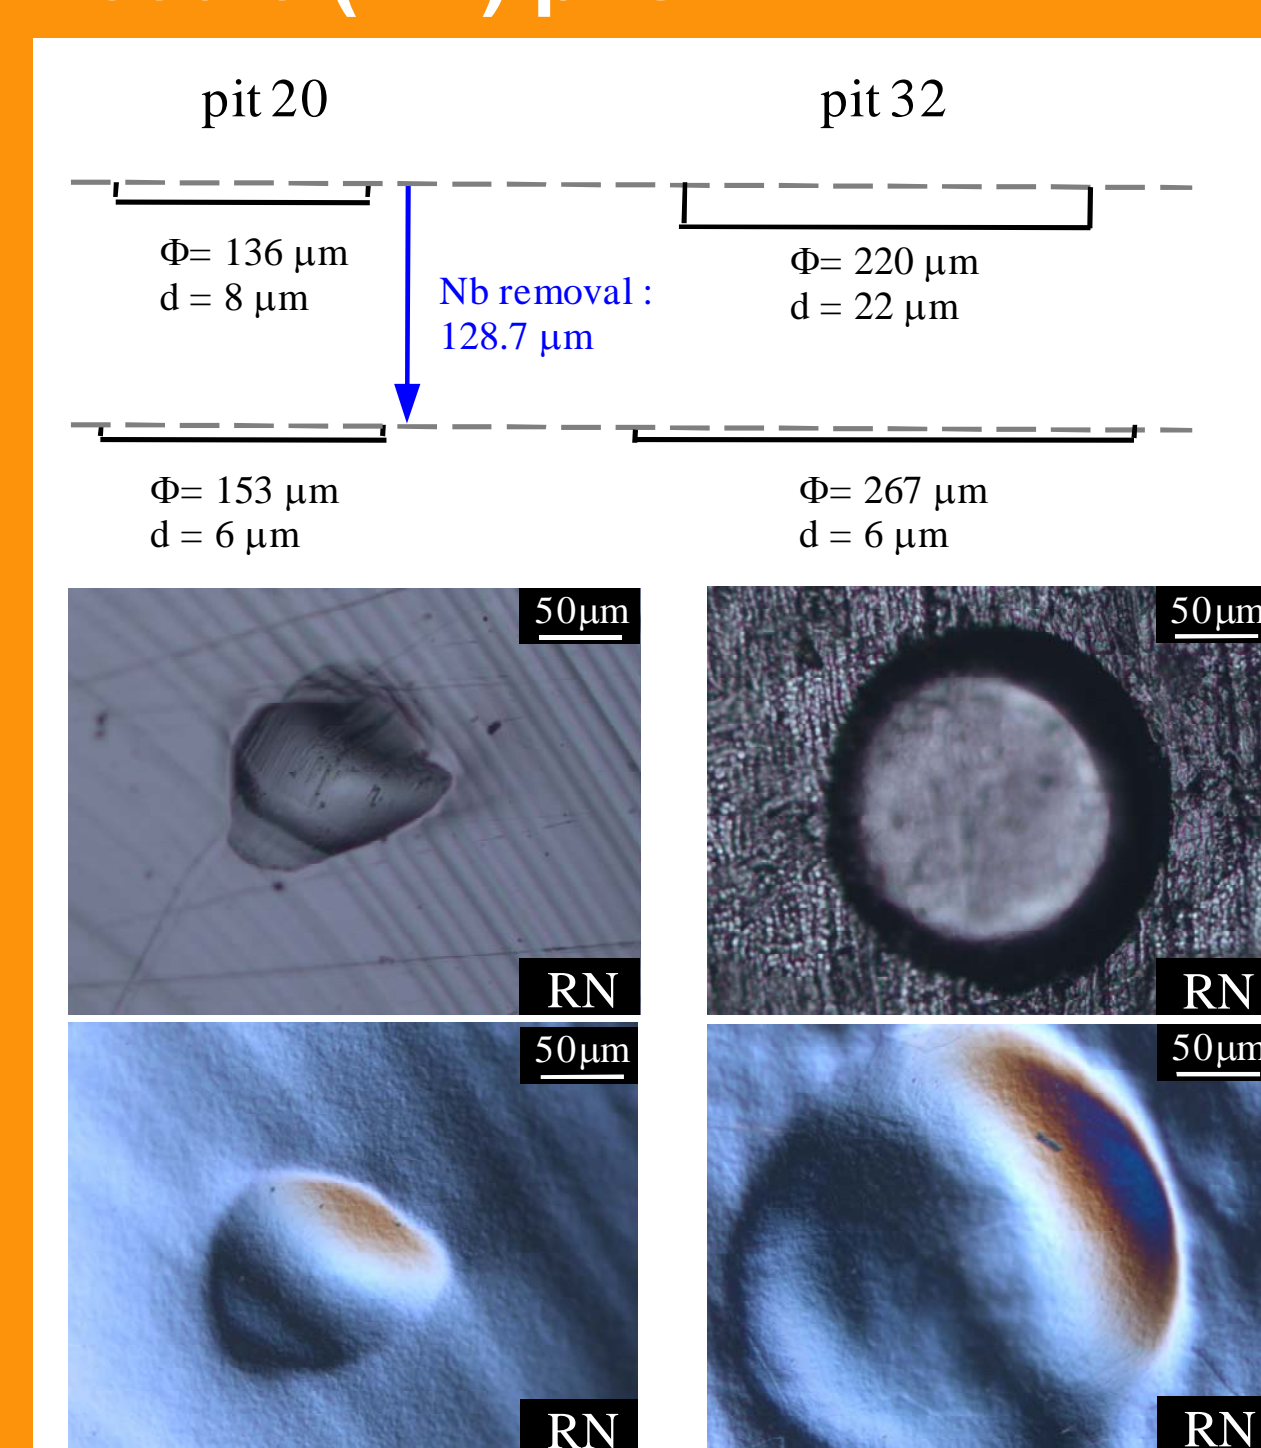 pit 20
pit 32
Φ= 136 μm
d = 8 μm
Nb removal :
128.7 μm
Φ= 220 μm
d = 22 μm
Φ= 153 μm
d = 6 μm
Φ= 267 μm
d = 6 μm
50μm
50μm
RN
RN
50μm
50μm
RN
RN